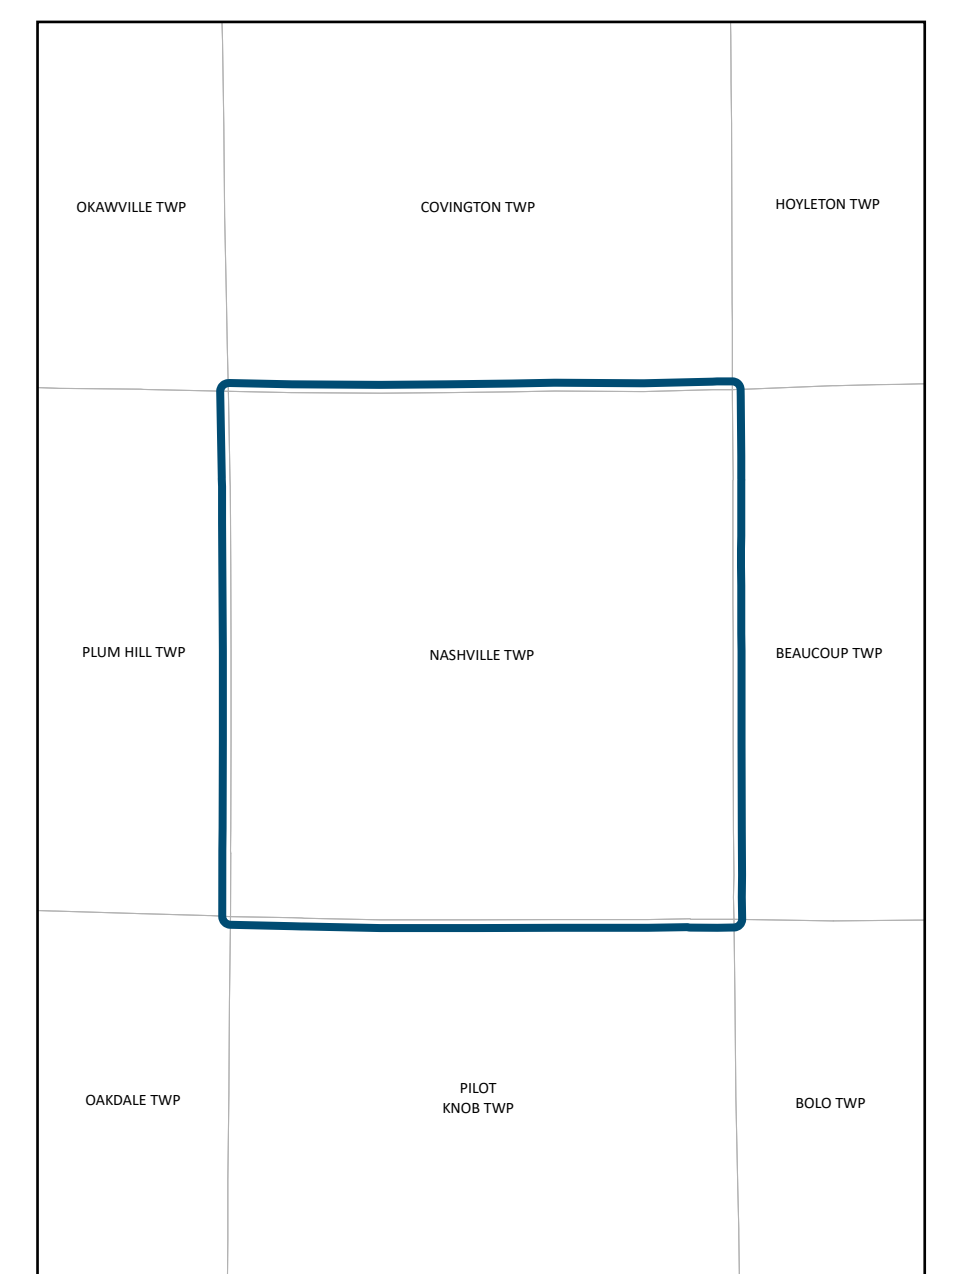 OKAWVILLE TWP
COVINGTON TWP
HOYLETON TWP
PLUM HILL TWP
NASHVILLE TWP
BEAUCOUP TWP
OAKDALE TWP
PILOT
KNOB TWP
BOLO TWP